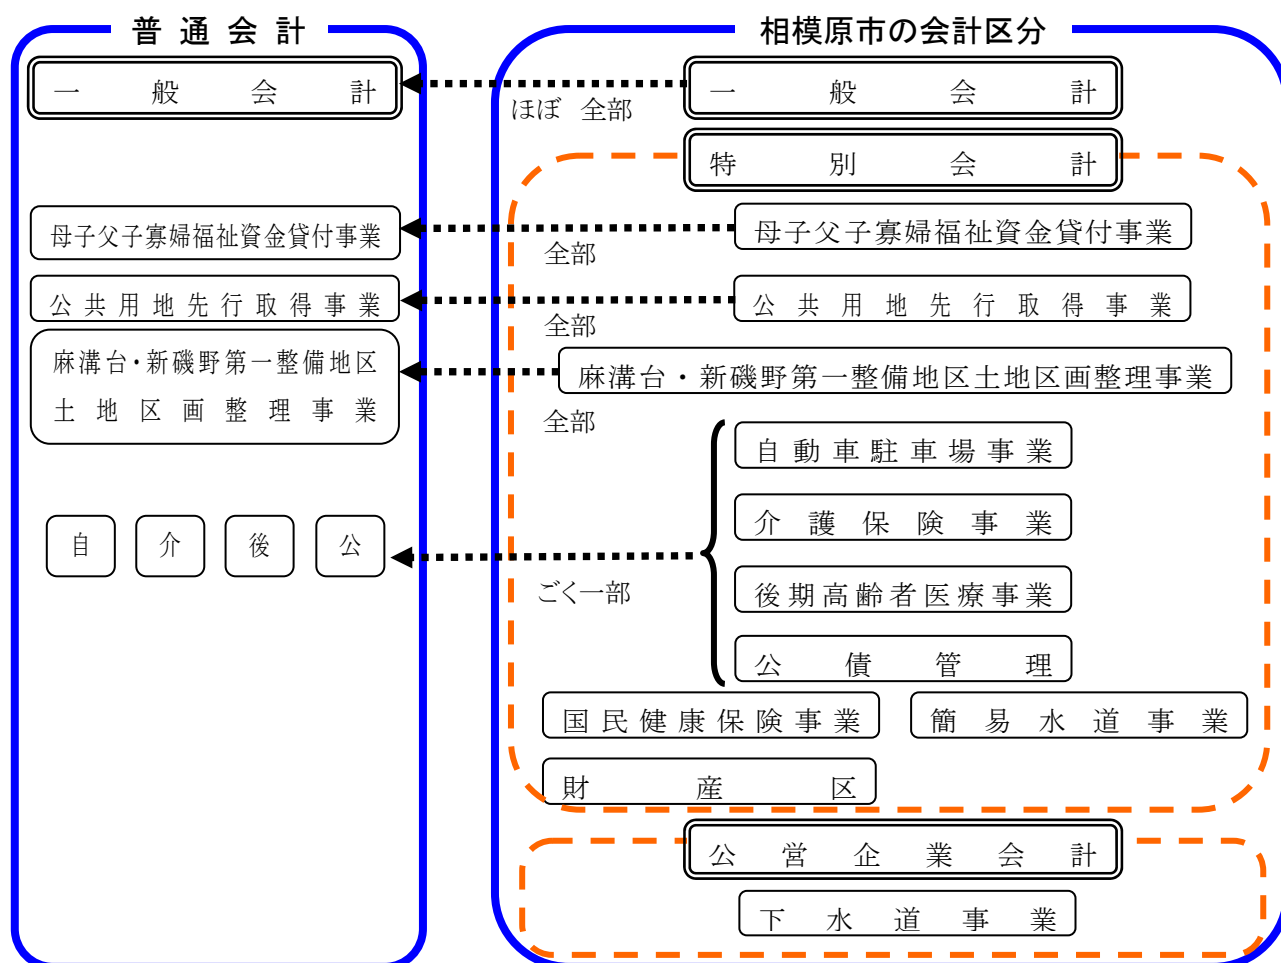 普通会計
一般会計
母子父子寡婦福祉資金貸付事業
公共用地先行取得事業
麻溝台・新磯野第一整備地区
土地区画整理事業
自 介 後 公
ほぼ 全部
全部
全部
全部
ごく一部
相模原市の会計区分
一般会計
特別会計
母子父子寡婦福祉資金貸付事業
公共用地先行取得事業
麻溝台・新磯野第一整備地区土地区画整理事業
自動車駐車場事業
介護保険事業
後期高齢者医療事業
公債管理
国民健康保険事業
簡易水道事業
財産区
公営企業会計
下水道事業